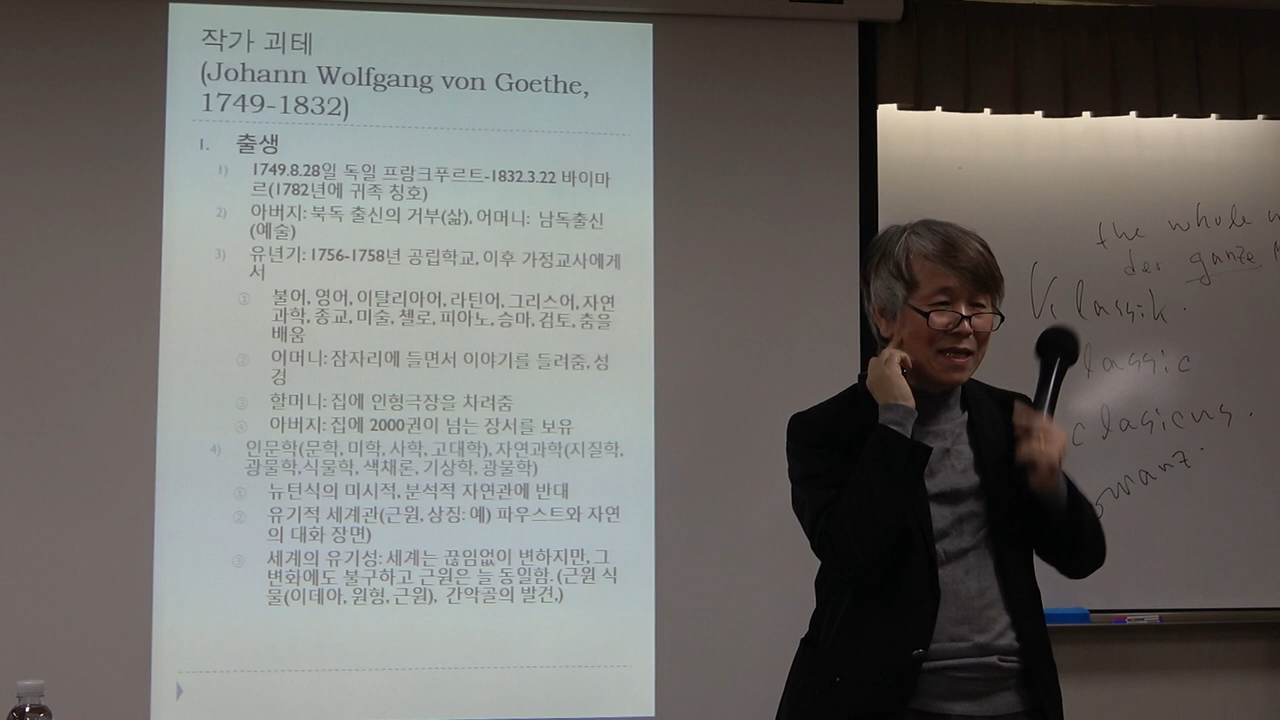 작가 괴테
(Johann Wolfgang von Goethe,
1749-1832)
I. 출생
1) 1749.8.28일 독일 프랑크푸르트-1832.3.22 바이마
르(1782년에 귀족 칭호)
2) 아버지: 북독 출신의 거부(삶), 어머니: 남독출신
(예술)
3) 유년기: 1756-1758년 공립학교, 이후 가정교사에게
서
① 불어, 영어, 이탈리아어, 라틴어, 그리스어, 자연
과학, 종교, 미술, 첼로, 피아노, 승마, 검토, 춤을
배움
② 어머니: 잠자리에 들면서 이야기를 들려줌, 성
경
③ 할머니: 집에 인형극장을 차려줌
④ 아버지: 집에 2000권이 넘는 장서를 보유
4) 인문학(문학, 미학, 사학, 고대학), 자연과학(지질학,
광물학,식물학, 색채론, 기상학, 광물학)
① 뉴턴식의 미시적, 분석적 자연관에 반대
② 유기적 세계관(근원, 상징: 예) 파우스트와 자연
의 대화 장면)
③ 세계의 유기성: 세계는 끊임없이 변하지만, 그
변화에도 불구하고 근원은 늘 동일함. (근원 식
물(이데아, 원형, 근원), 간악골의 발견,)
the whole
der ganze
Klassik.
lassic
clasicus.